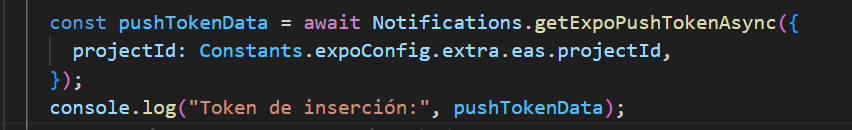 const pushTokenData = await Notifications.getExpoPushTokenAsync({
projectId: Constants.expoConfig.extra.eas.projectId,
});
console.log("Token de inserción:", pushTokenData);